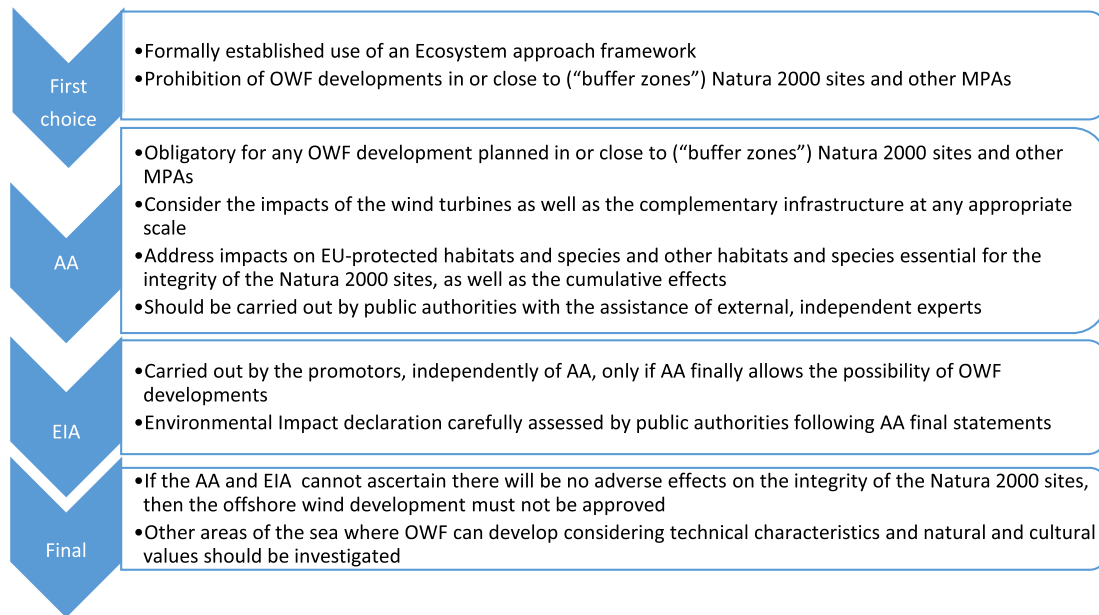 First
choice
•Formally established use of an Ecosystem approach framework
•Prohibition of OWF developments in or close to (“buffer zones”) Natura 2000 sites and other MPAs
AA
•Obligatory for any OWF development planned in or close to (“buffer zones”) Natura 2000 sites and other
MPAs
•Consider the impacts of the wind turbines as well as the complementary infrastructure at any appropriate
scale
•Address impacts on EU-protected habitats and species and other habitats and species essential for the
integrity of the Natura 2000 sites, as well as the cumulative effects
•Should be carried out by public authorities with the assistance of external, independent experts
EIA
•Carried out by the promotors, independently of AA, only if AA finally allows the possibility of OWF
developments
•Environmental Impact declaration carefully assessed by public authorities following AA final statements
Final
•If the AA and EIA cannot ascertain there will be no adverse effects on the integrity of the Natura 2000 sites,
then the offshore wind development must not be approved
•Other areas of the sea where OWF can develop considering technical characteristics and natural and cultural
values should be investigated